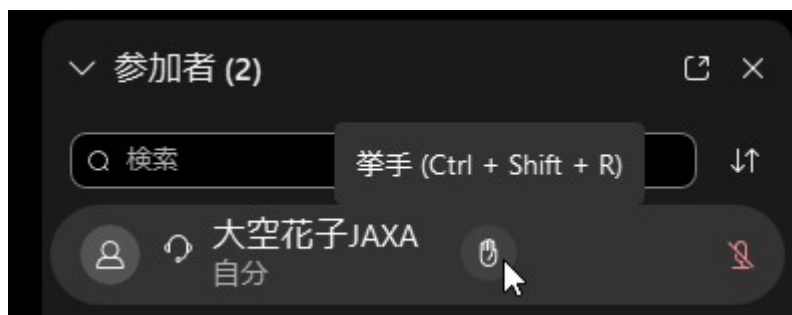 参加者 (2)
検索
挙手 (Ctrl + Shift + R)
大空花子JAXA
自分